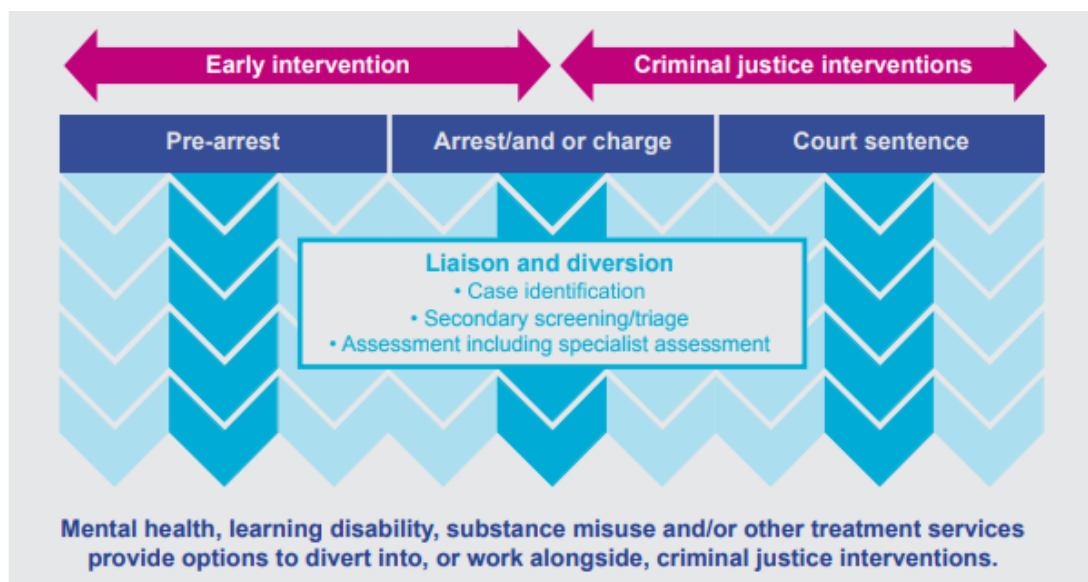 Early intervention
Criminal justice interventions
Pre-arrest
Arrest/and or charge
Court sentence
Liaison and diversion
• Case identification
• Secondary screening/triage
• Assessment including specialist assessment
Mental health, learning disability, substance misuse and/or other treatment services
provide options to divert into, or work alongside, criminal justice interventions.